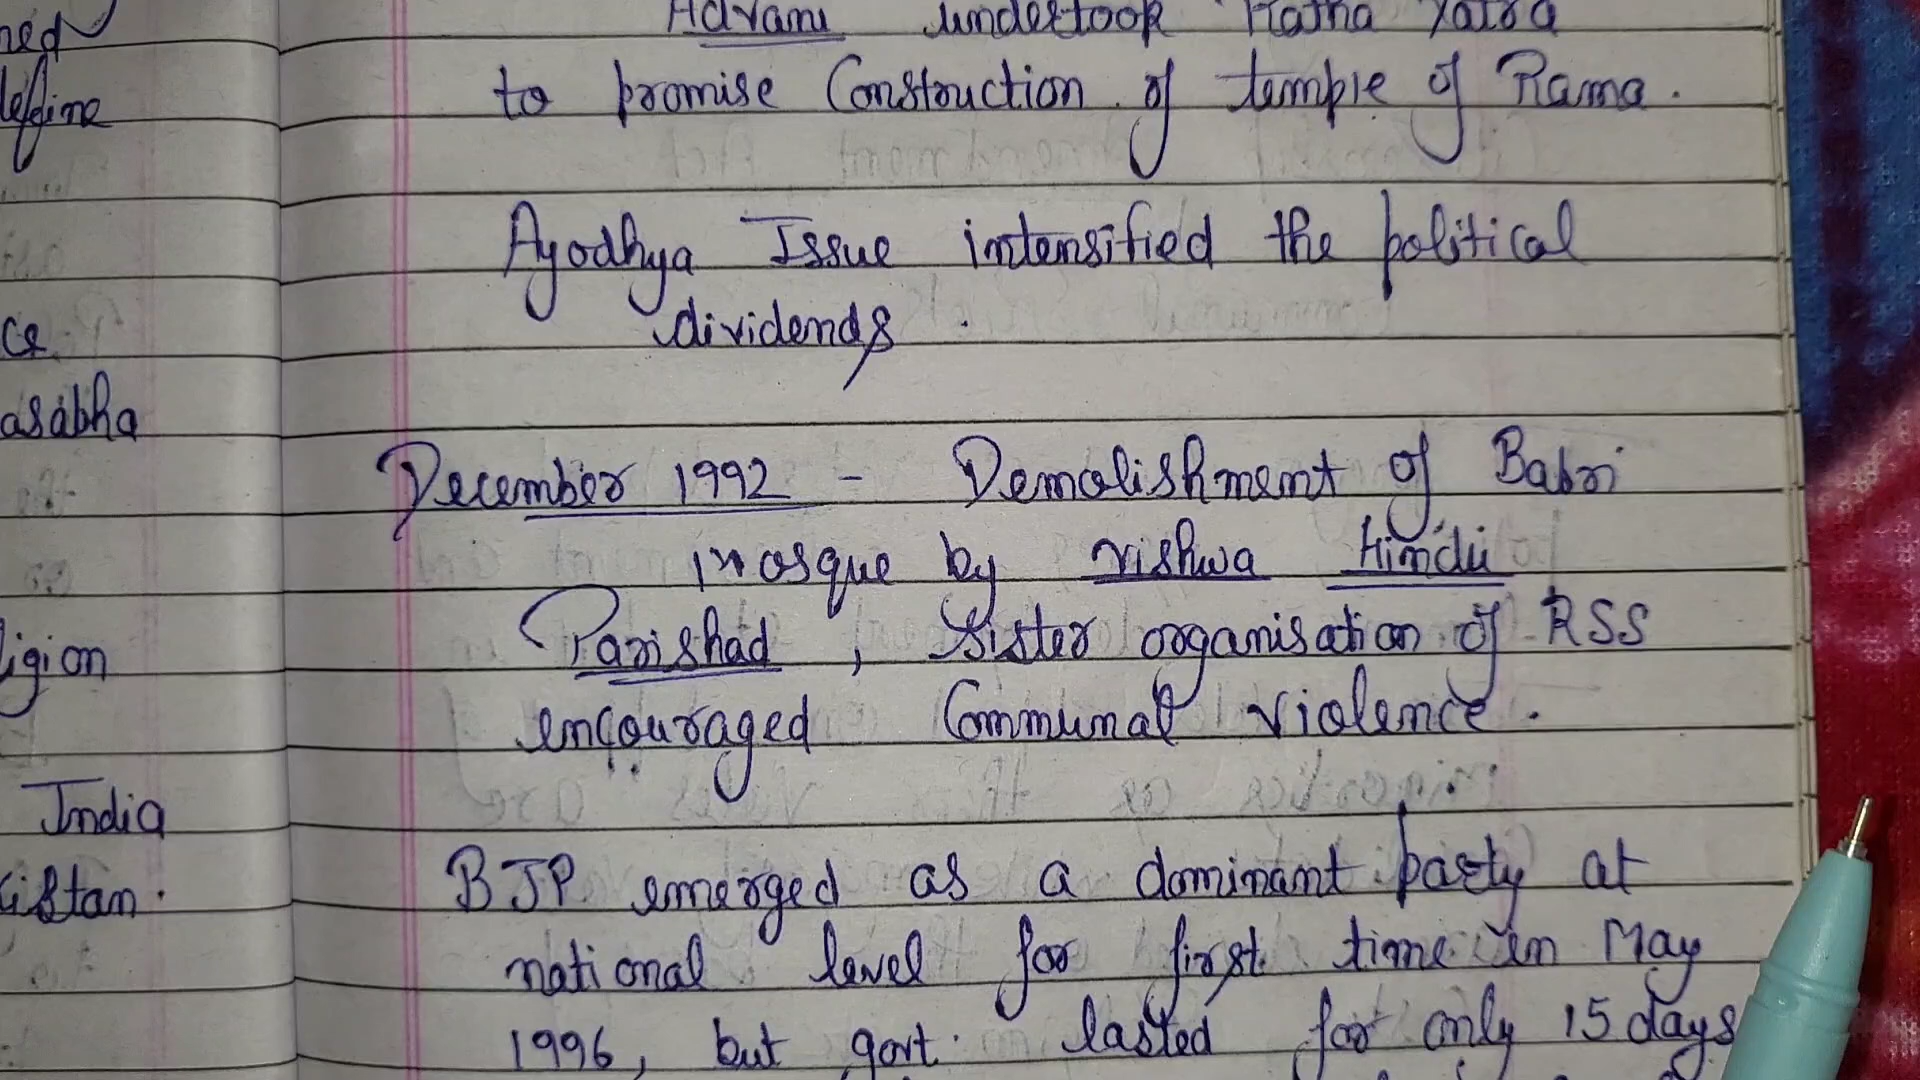 Advani undertook Ratha Yatra
to promise Construction of temple of Rama.
Ayodhya Issue intensified the political
dividends.
December 1992 - Demolishment of Babri
mosque by vishwa Hindu
Parishad, Sister organisation of RSS
encouraged Communal violence.
BJP emerged as a dominant party at
national level for first time in May
1996, but govt. lasted for only 15 days
ned
ce
asabha
igion
India
istan.